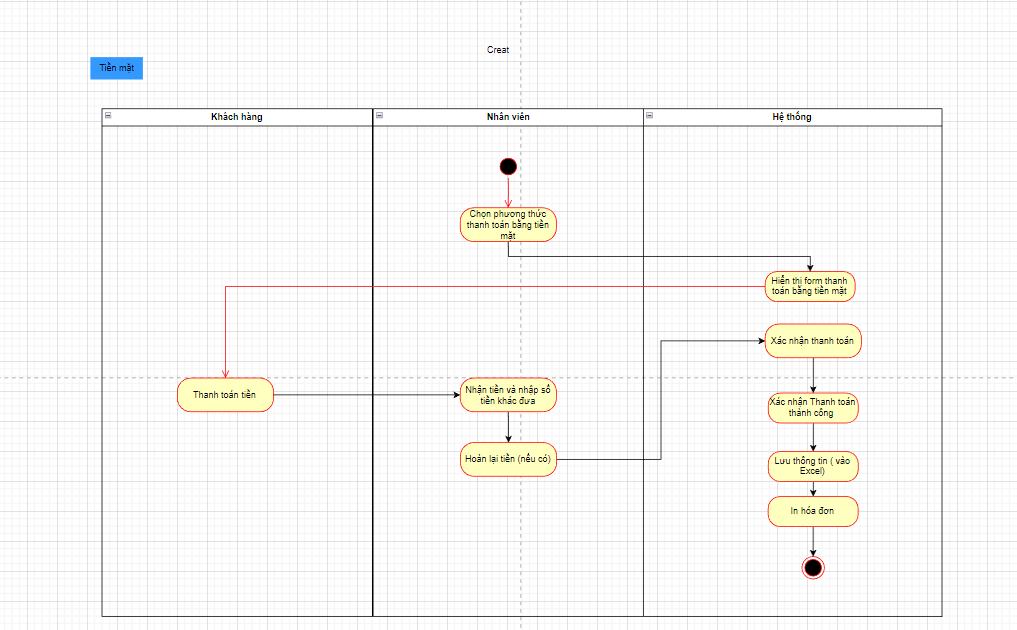 Creat
Tiền mặt
Khách hàng
Nhân viên
Hệ thống
Chọn phương thức
thanh toán bằng tiền
mặt
Hiển thị form thanh
toán bằng tiền mặt
Xác nhận thanh toán
Thanh toán tiền
Nhận tiền và nhập số
tiền khác đưa
Xác nhận Thanh toán
thành công
Hoàn lại tiền (nếu có)
Lưu thông tin ( vào
Excel)
In hóa đơn